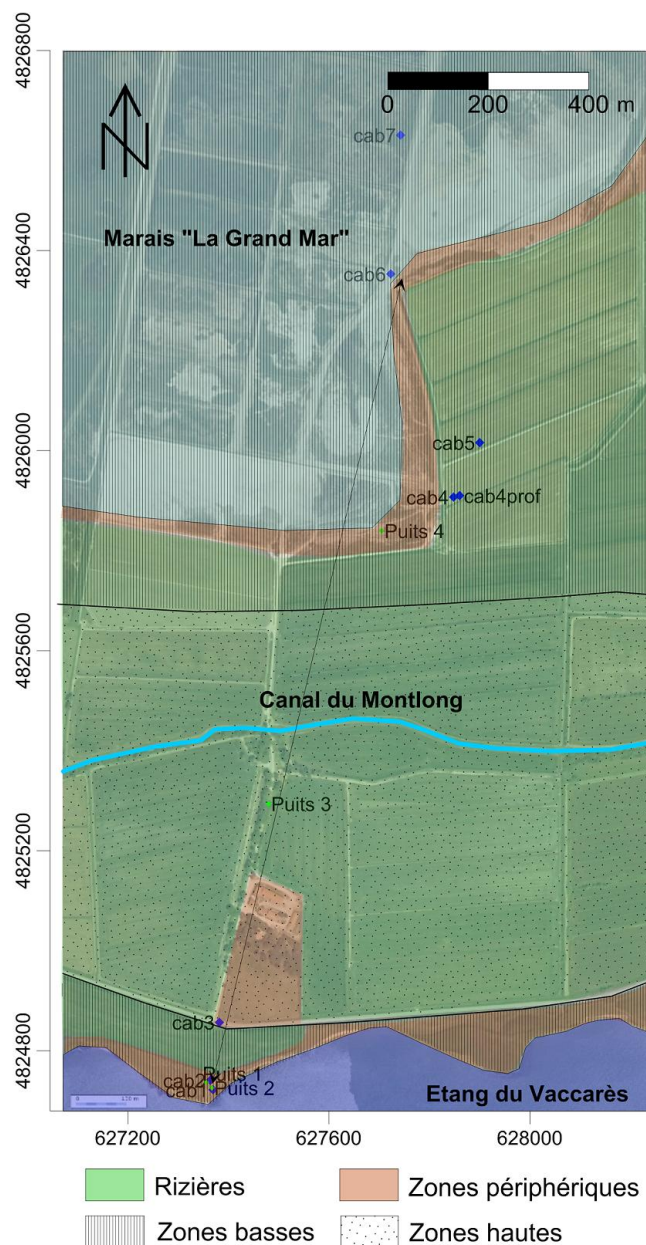 4826800
0 200 400 m
N
cab7
Marais "La Grand Mar"
4826400
cab6
4826000
cab5
cab4 cab4prof
Puits 4
4825600
Canal du Montlong
Puits 3
4825200
cab3
4824800
Puits 1
cab2
cab1 Puits 2
Etang du Vaccarès
627200 627600 628000
Rizières Zones périphériques
Zones basses Zones hautes